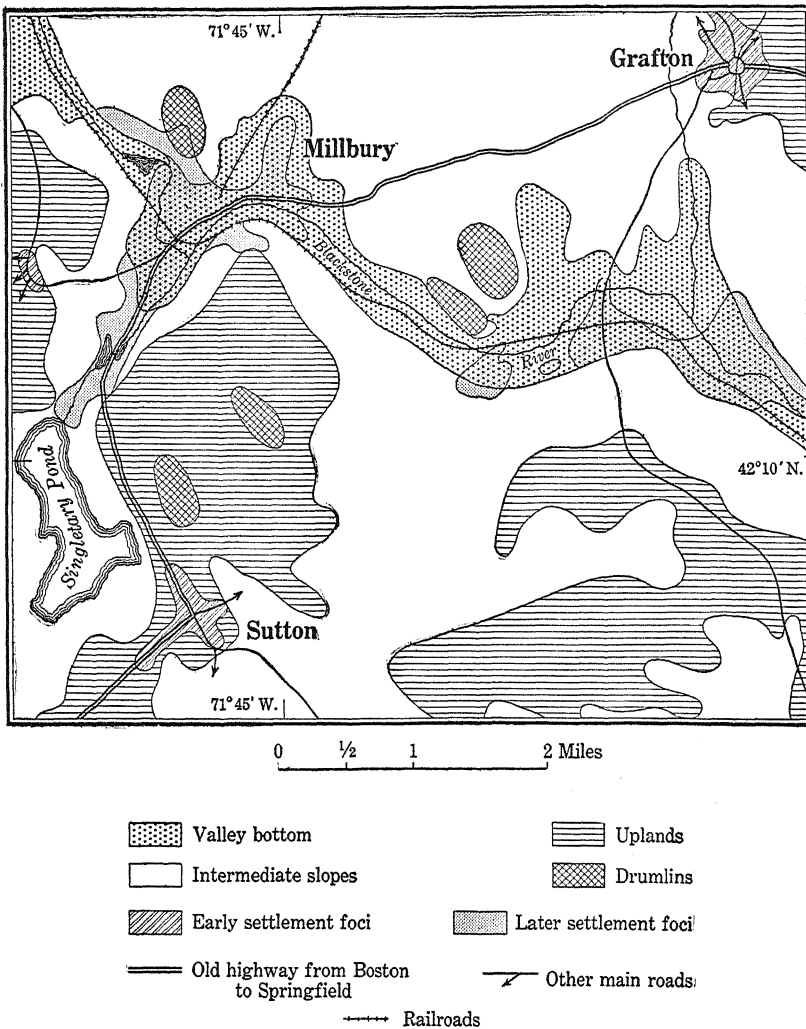 71°45' W.
Grafton
Millbury
Blackstone
River
42°10' N.
Singletary Pond
Sutton
71°45' W.
0 ½ 1 2 Miles
Valley bottom
Uplands
Intermediate slopes
Drumlins
Early settlement foci
Later settlement foci
Old highway from Boston
to Springfield
Other main roads
Railroads